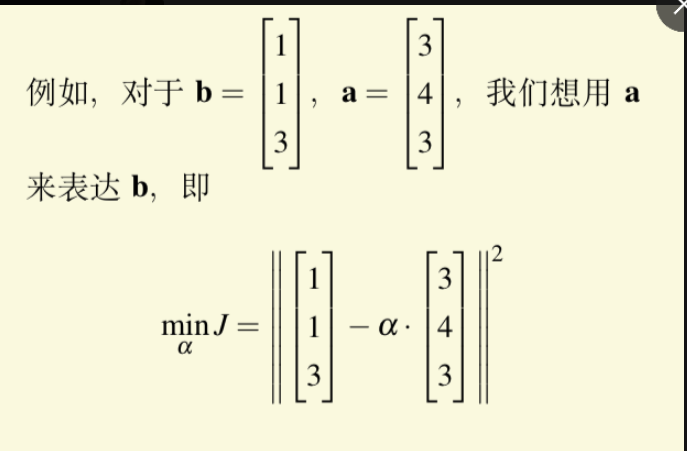 例如, 对于 b = [1 1 3], a = [3 4 3], 我们想用 a
来表达 b, 即
min_α J = ‖ [1 1 3] − α · [3 4 3] ‖²